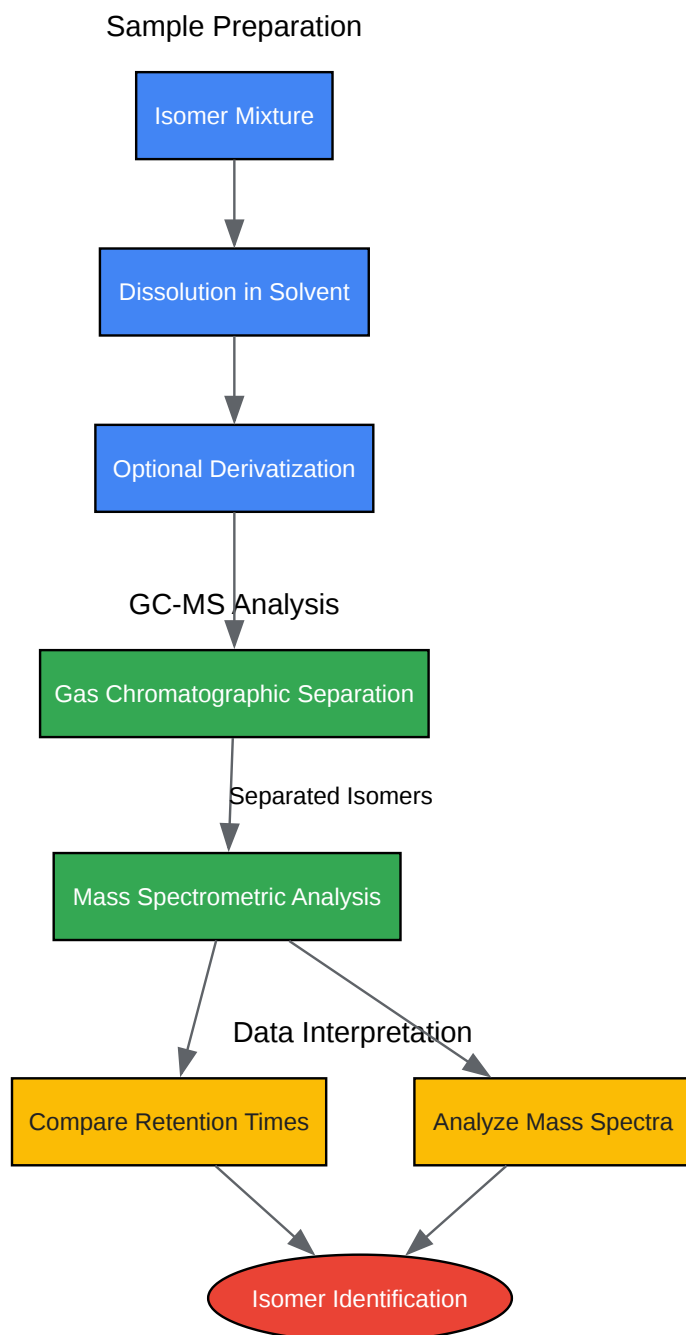 Sample Preparation
Isomer Mixture
Dissolution in Solvent
Optional Derivatization
GC-MS Analysis
Gas Chromatographic Separation
Separated Isomers
Mass Spectrometric Analysis
Data Interpretation
Compare Retention Times
Analyze Mass Spectra
Isomer Identification